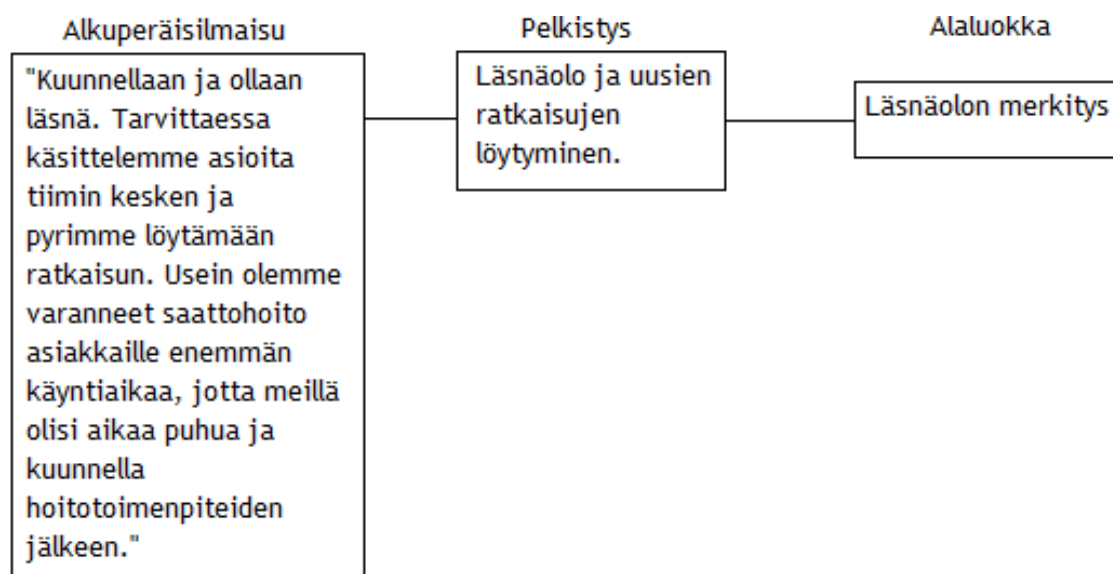 Alkuperäisilmaisu
"Kuunnellaan ja ollaan
läsnä. Tarvittaessa
käsittelemme asioita
tiimin kesken ja
pyrimme löytämään
ratkaisun. Usein olemme
varanneet saattohoito
asiakkaille enemmän
käyntiaikaa, jotta meillä
olisi aikaa puhua ja
kuunnella
hoitotoimenpiteiden
jälkeen."
Pelkistys
Läsnäolo ja uusien
ratkaisujen
löytyminen.
Alaluokka
Läsnäolon merkitys